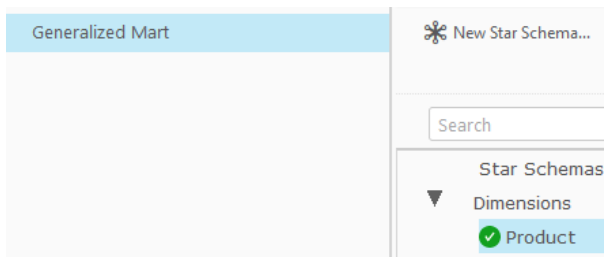 Generalized Mart
New Star Schema...
Search
Star Schemas
Dimensions
Product